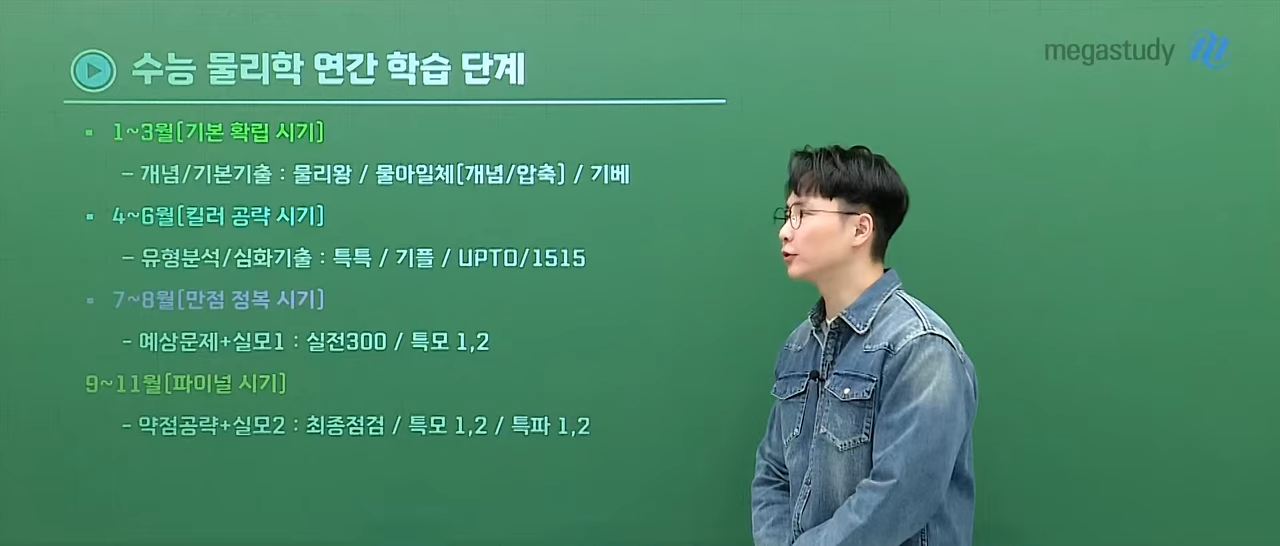 수능 물리학 연간 학습 단계
megastudy
1~3월[기본 확립 시기]
- 개념/기본기출 : 물리왕 / 물아일체[개념/압축] / 기베
4~6월[킬러 공략 시기]
- 유형분석/심화기출 : 특특 / 기플 / UPTO/1515
7~8월[만점 정복 시기]
- 예상문제+실모1 : 실전300 / 특모 1,2
9~11월[파이널 시기]
- 약점공략+실모2 : 최종점검 / 특모 1,2 / 특파 1,2